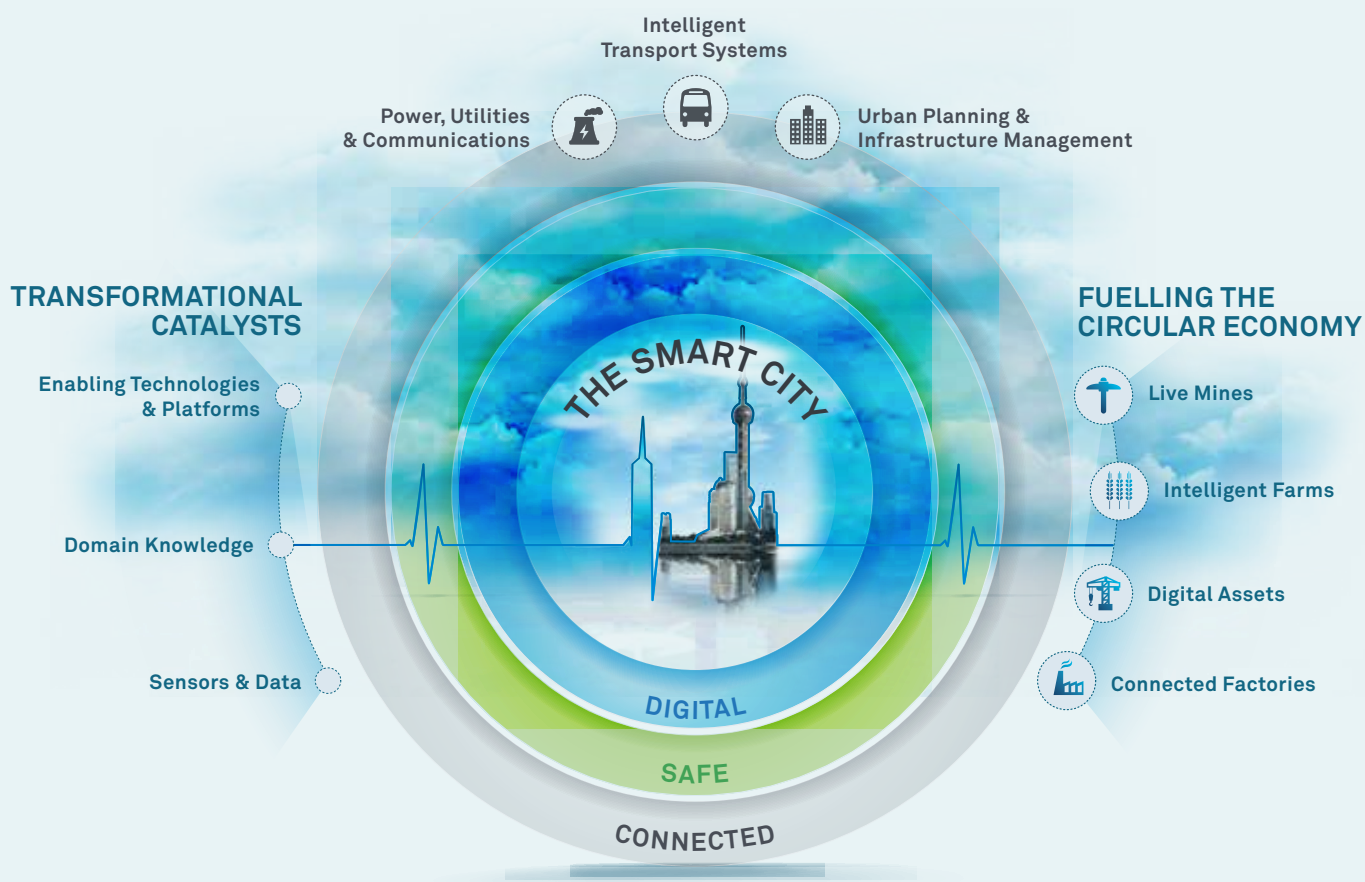 Intelligent
Transport Systems
Power, Utilities
& Communications
Urban Planning &
Infrastructure Management
TRANSFORMATIONAL
CATALYSTS
Enabling Technologies
& Platforms
Domain Knowledge
Sensors & Data
THE SMART CITY
DIGITAL
SAFE
CONNECTED
FUELLING THE
CIRCULAR ECONOMY
Live Mines
Intelligent Farms
Digital Assets
Connected Factories